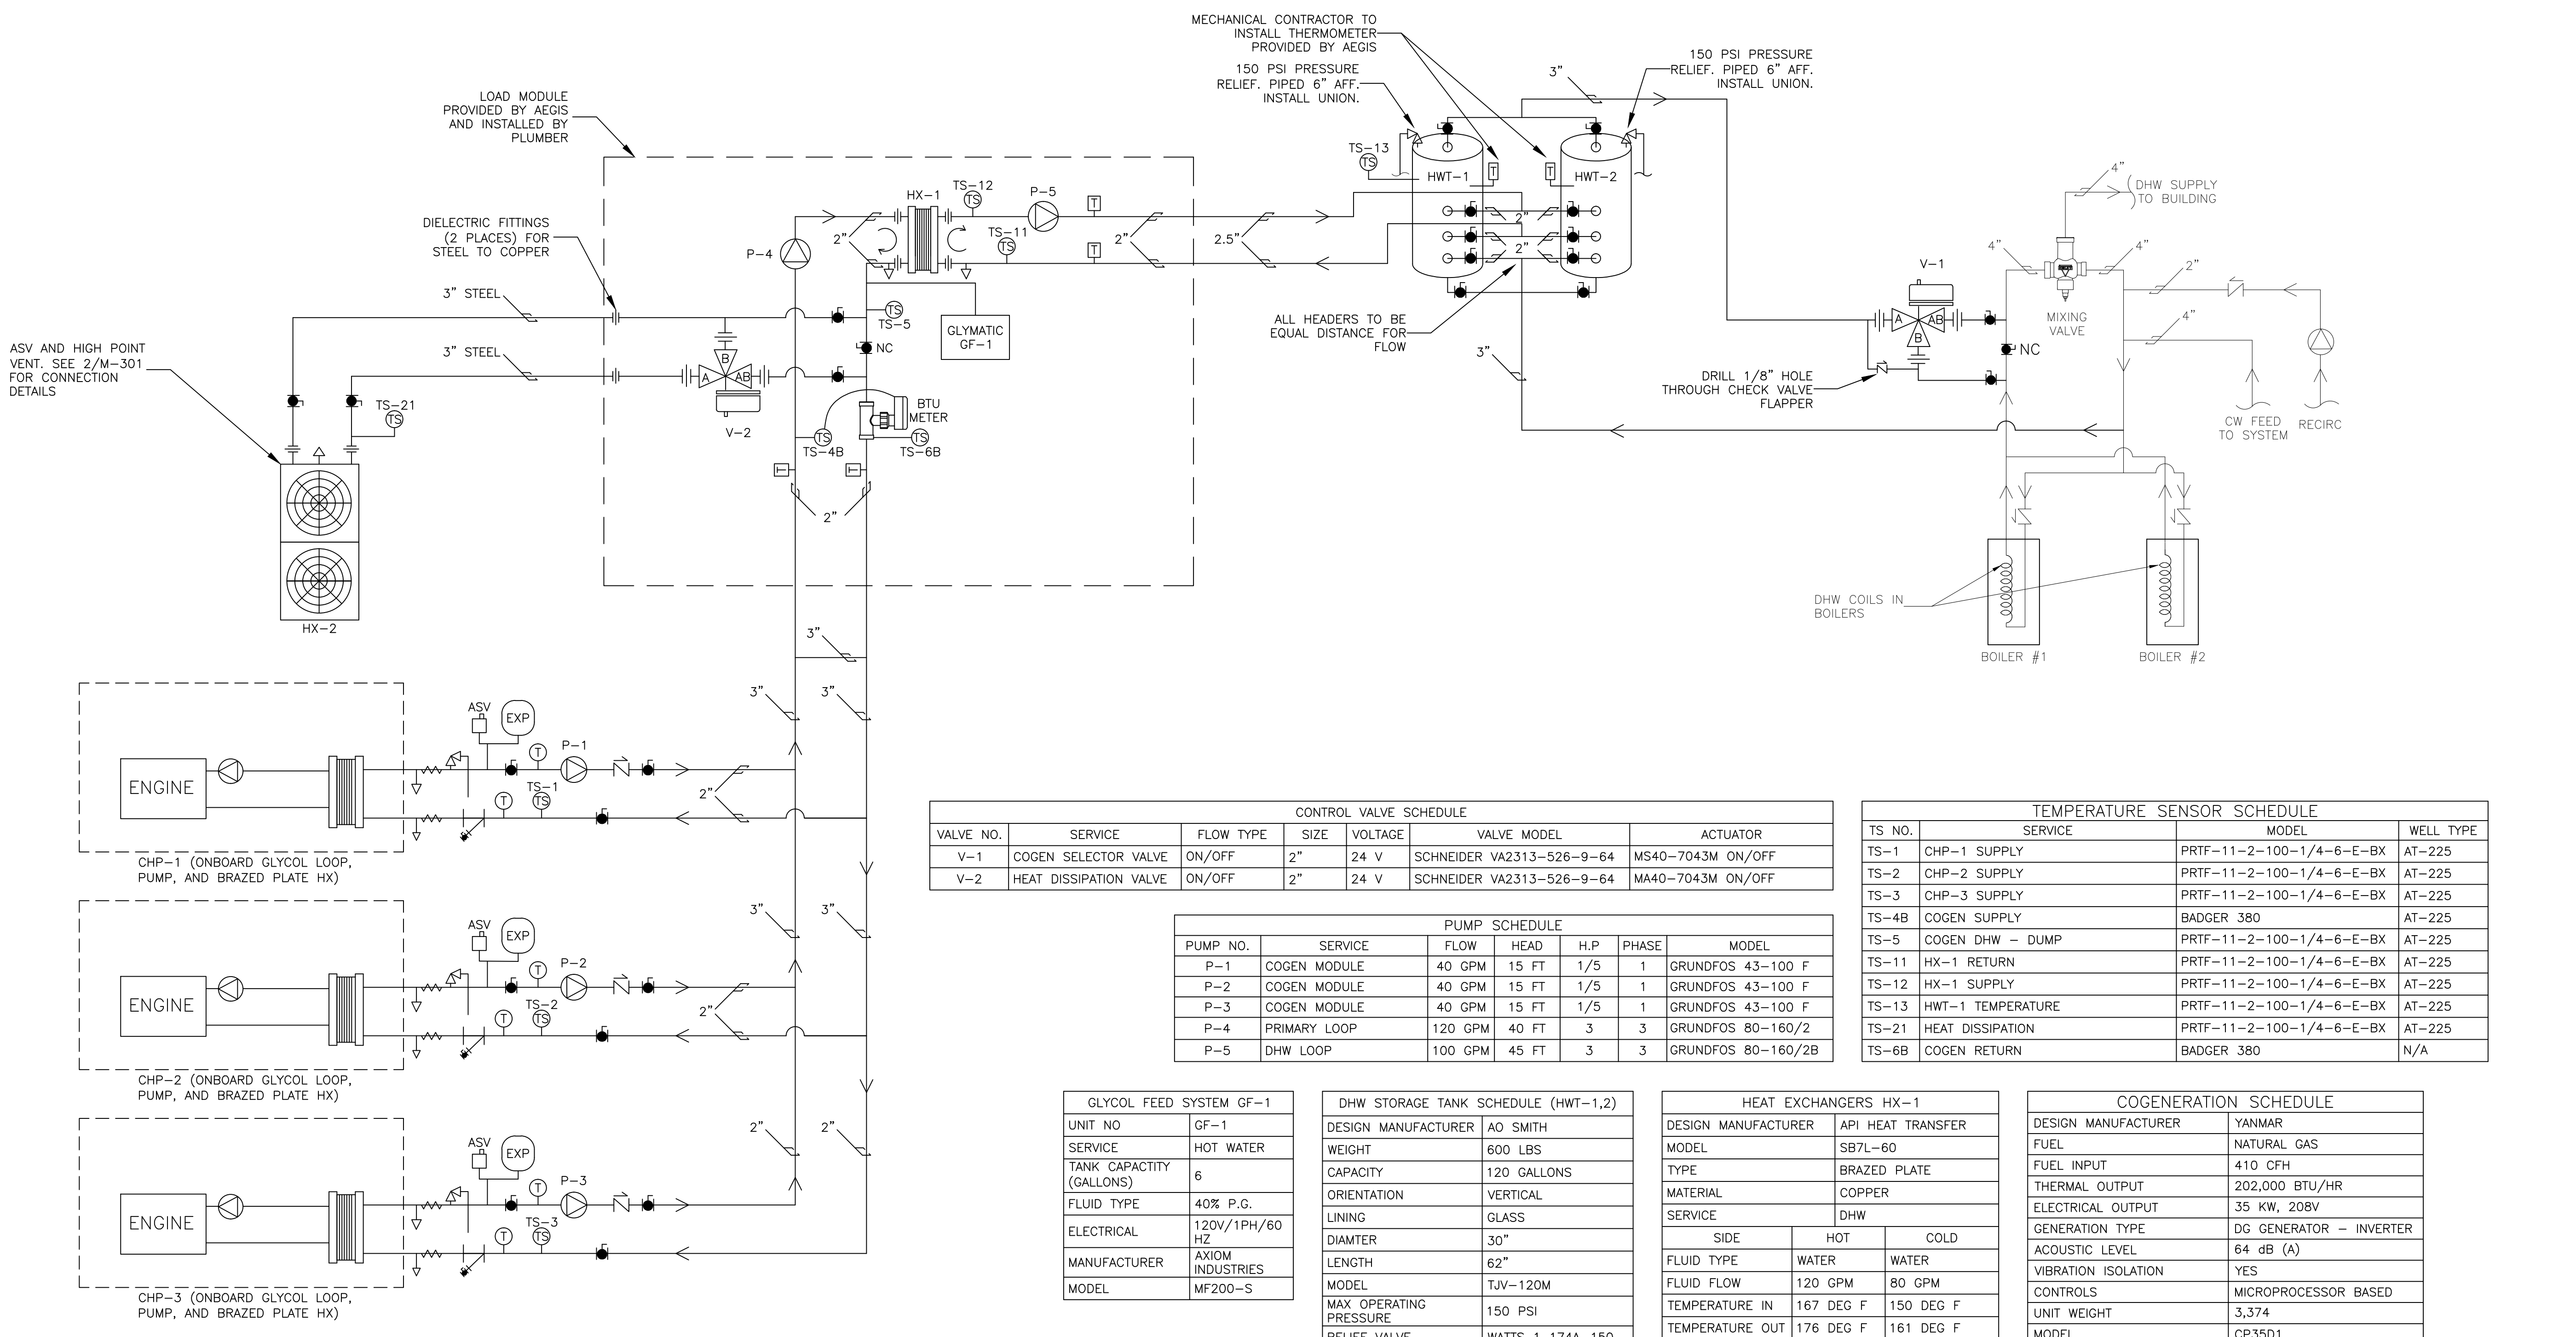 MECHANICAL CONTRACTOR TO
INSTALL THERMOMETER
PROVIDED BY AEGIS
150 PSI PRESSURE
RELIEF. PIPED 6” AFF.
INSTALL UNION.
150 PSI PRESSURE
RELIEF. PIPED 6” AFF.
INSTALL UNION.
3”
LOAD MODULE
PROVIDED BY AEGIS
AND INSTALLED BY
PLUMBER
TS-13
TS
HWT-1
T
T
HWT-2
2”
2”
HX-1
TS-12
TS
P-5
T
TS-11
TS
T
2”
2”
2.5”
P-4
DIELECTRIC FITTINGS
(2 PLACES) FOR
STEEL TO COPPER
3” STEEL
3” STEEL
ASV AND HIGH POINT
VENT. SEE 2/M-301
FOR CONNECTION
DETAILS
TS-21
TS
HX-2
TS
TS-5
GLYMATIC
GF-1
NC
B
A
AB
V-2
BTU
METER
TS
TS-4B
TS
TS-6B
T
T
2”
ALL HEADERS TO BE
EQUAL DISTANCE FOR
FLOW
3”
V-1
A
AB
B
NC
DRILL 1/8” HOLE
THROUGH CHECK VALVE
FLAPPER
4”
DHW SUPPLY
TO BUILDING
4”
4”
2”
MIXING
VALVE
4”
CW FEED
TO SYSTEM
RECIRC
DHW COILS IN
BOILERS
BOILER #1
BOILER #2
3”
3”
3”
ASV
EXP
T
P-1
ENGINE
TS-1
T
TS
2”
CHP-1 (ONBOARD GLYCOL LOOP,
PUMP, AND BRAZED PLATE HX)
3”
3”
ASV
EXP
T
P-2
ENGINE
TS-2
T
TS
2”
CHP-2 (ONBOARD GLYCOL LOOP,
PUMP, AND BRAZED PLATE HX)
2”
2”
ASV
EXP
T
P-3
ENGINE
TS-3
T
TS
CHP-3 (ONBOARD GLYCOL LOOP,
PUMP, AND BRAZED PLATE HX)
CONTROL VALVE SCHEDULE
VALVE NO. SERVICE FLOW TYPE SIZE VOLTAGE VALVE MODEL ACTUATOR
V-1 COGEN SELECTOR VALVE ON/OFF 2” 24 V SCHNEIDER VA2313-526-9-64 MS40-7043M ON/OFF
V-2 HEAT DISSIPATION VALVE ON/OFF 2” 24 V SCHNEIDER VA2313-526-9-64 MA40-7043M ON/OFF
PUMP SCHEDULE
PUMP NO. SERVICE FLOW HEAD H.P PHASE MODEL
P-1 COGEN MODULE 40 GPM 15 FT 1/5 1 GRUNDFOS 43-100 F
P-2 COGEN MODULE 40 GPM 15 FT 1/5 1 GRUNDFOS 43-100 F
P-3 COGEN MODULE 40 GPM 15 FT 1/5 1 GRUNDFOS 43-100 F
P-4 PRIMARY LOOP 120 GPM 40 FT 3 3 GRUNDFOS 80-160/2
P-5 DHW LOOP 100 GPM 45 FT 3 3 GRUNDFOS 80-160/2B
TEMPERATURE SENSOR SCHEDULE
TS NO. SERVICE MODEL WELL TYPE
TS-1 CHP-1 SUPPLY PRTF-11-2-100-1/4-6-E-BX AT-225
TS-2 CHP-2 SUPPLY PRTF-11-2-100-1/4-6-E-BX AT-225
TS-3 CHP-3 SUPPLY PRTF-11-2-100-1/4-6-E-BX AT-225
TS-4B COGEN SUPPLY BADGER 380 AT-225
TS-5 COGEN DHW - DUMP PRTF-11-2-100-1/4-6-E-BX AT-225
TS-11 HX-1 RETURN PRTF-11-2-100-1/4-6-E-BX AT-225
TS-12 HX-1 SUPPLY PRTF-11-2-100-1/4-6-E-BX AT-225
TS-13 HWT-1 TEMPERATURE PRTF-11-2-100-1/4-6-E-BX AT-225
TS-21 HEAT DISSIPATION PRTF-11-2-100-1/4-6-E-BX AT-225
TS-6B COGEN RETURN BADGER 380 N/A
GLYCOL FEED SYSTEM GF-1
UNIT NO GF-1
SERVICE HOT WATER
TANK CAPACTITY
(GALLONS) 6
FLUID TYPE 40% P.G.
ELECTRICAL 120V/1PH/60
HZ
MANUFACTURER AXIOM
INDUSTRIES
MODEL MF200-S
DHW STORAGE TANK SCHEDULE (HWT-1,2)
DESIGN MANUFACTURER AO SMITH
WEIGHT 600 LBS
CAPACITY 120 GALLONS
ORIENTATION VERTICAL
LINING GLASS
DIAMTER 30”
LENGTH 62”
MODEL TJV-120M
MAX OPERATING
PRESSURE 150 PSI
RELIEF VALVE WATTS 1 174A 150
HEAT EXCHANGERS HX-1
DESIGN MANUFACTURER API HEAT TRANSFER
MODEL SB7L-60
TYPE BRAZED PLATE
MATERIAL COPPER
SERVICE DHW
SIDE HOT COLD
FLUID TYPE WATER WATER
FLUID FLOW 120 GPM 80 GPM
TEMPERATURE IN 167 DEG F 150 DEG F
TEMPERATURE OUT 176 DEG F 161 DEG F
COGENERATION SCHEDULE
DESIGN MANUFACTURER YANMAR
FUEL NATURAL GAS
FUEL INPUT 410 CFH
THERMAL OUTPUT 202,000 BTU/HR
ELECTRICAL OUTPUT 35 KW, 208V
GENERATION TYPE DG GENERATOR - INVERTER
ACOUSTIC LEVEL 64 dB (A)
VIBRATION ISOLATION YES
CONTROLS MICROPROCESSOR BASED
UNIT WEIGHT 3,374
MODEL CP35D1